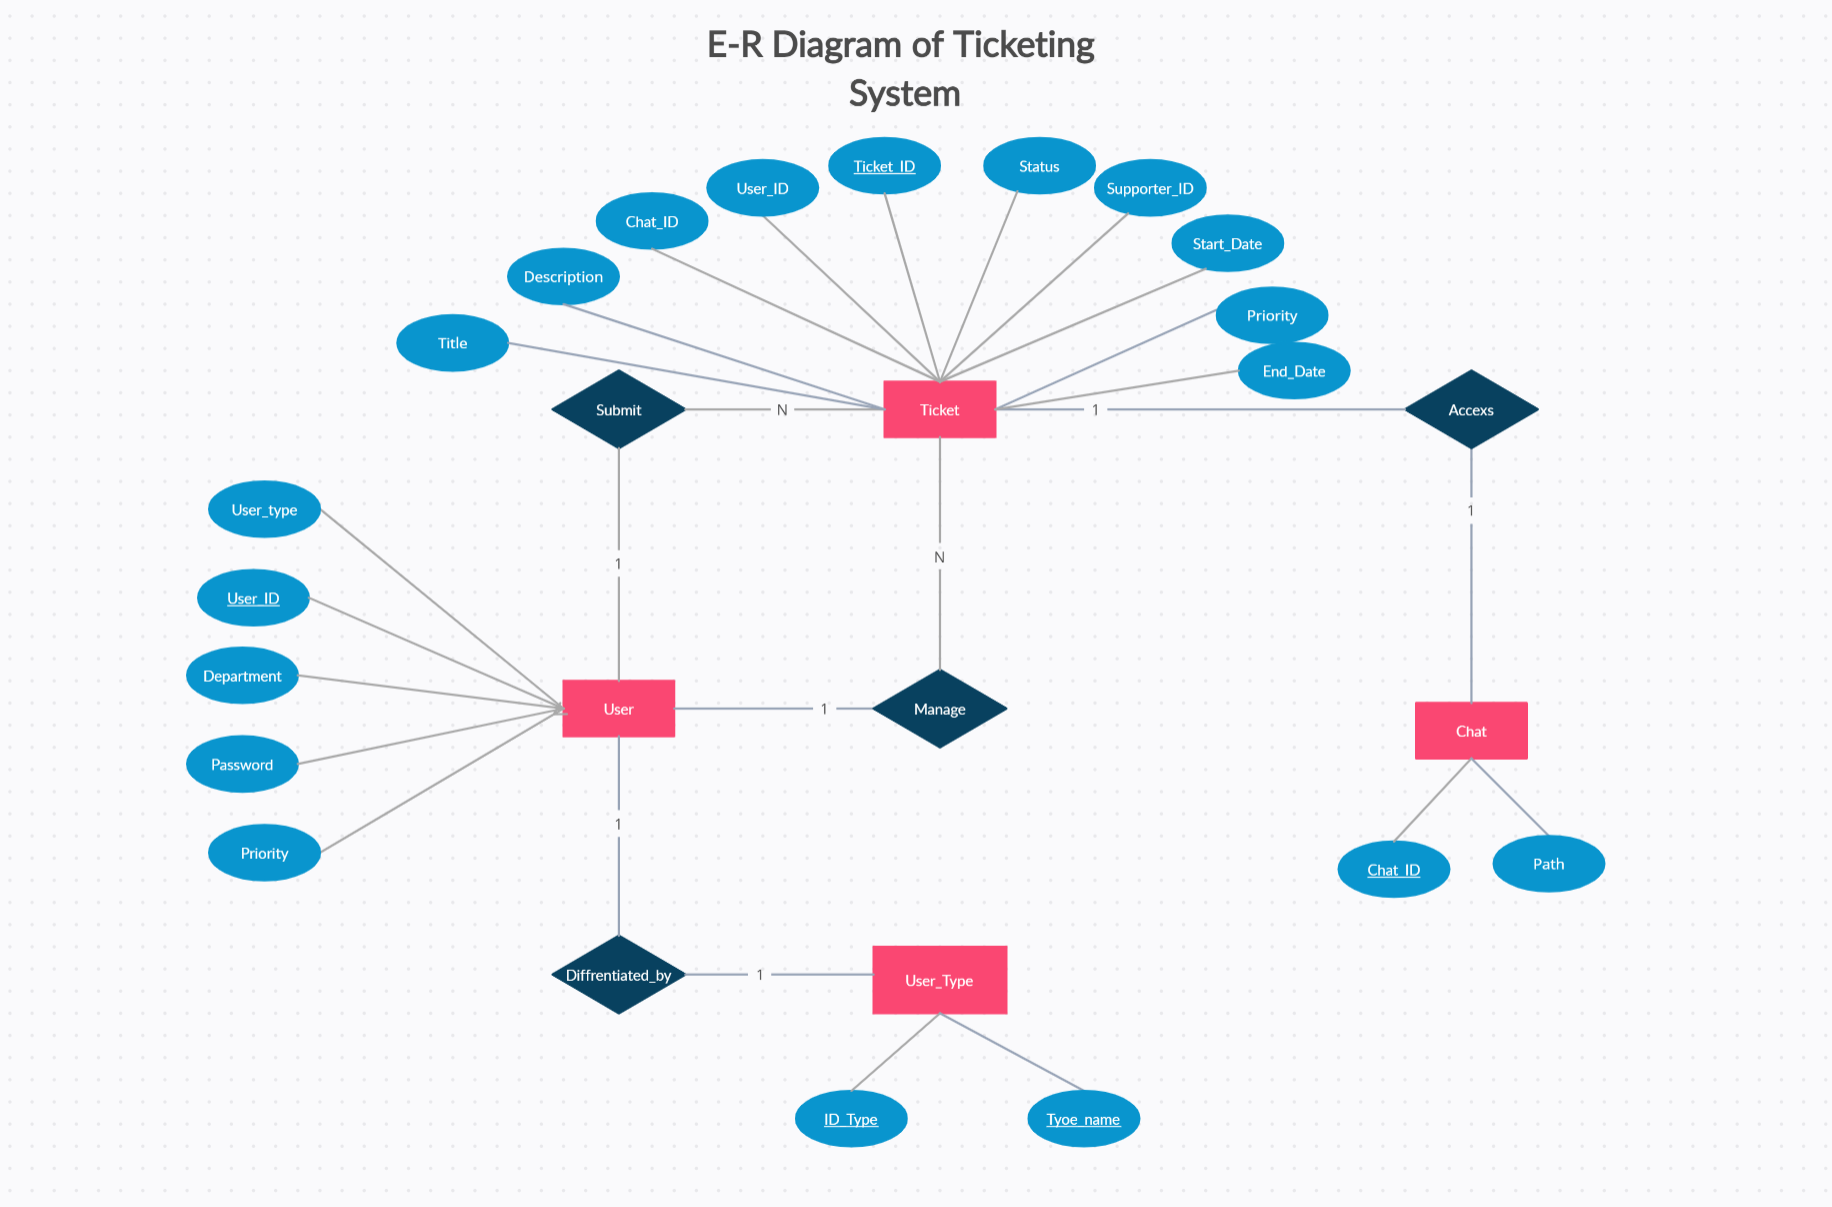 E-R Diagram of Ticketing
System
Ticket_ID
Status
User_ID
Supporter_ID
Chat_ID
Start_Date
Description
Priority
Title
End_Date
Submit
N
Ticket
1
Accexs
User_type
1
N
1
User_ID
Department
User
1
Manage
Chat
Password
1
Priority
Chat_ID
Path
Diffrentiated_by
1
User_Type
ID_Type
Tyoe_name